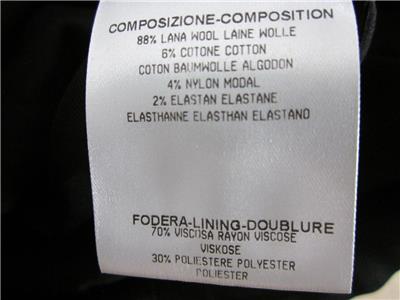 COMPOSIZIONE-COMPOSITION
88% LANA WOOL LAINE WOLLE
6% COTONE COTTON
COTON BAUMWOLLE ALGODON
4% NYLON MODAL
2% ELASTAN ELASTANE
ELASTHANNE ELASTHAN ELASTANO
FODERA-LINING-DOUBLURE
70% VISCOSA RAYON VISCOSE
VISKOSE
30% POLIESTERE POLYESTER
POLIESTER